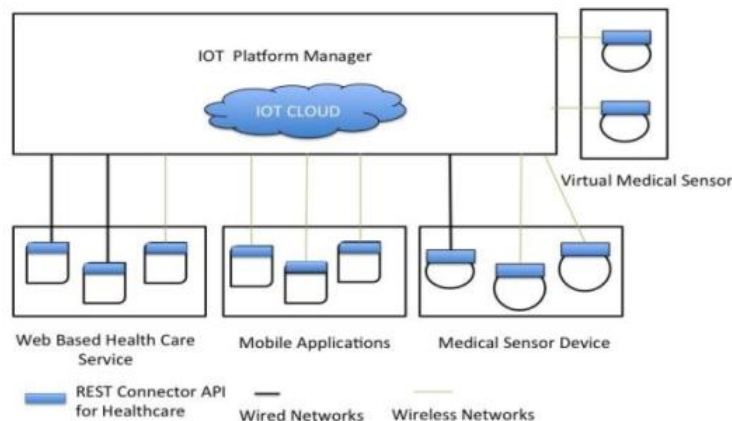 IOT Platform Manager
IOT CLOUD
Virtual Medical Sensor
Web Based Health Care
Service
Mobile Applications
Medical Sensor Device
REST Connector API
for Healthcare
Wired Networks
Wireless Networks